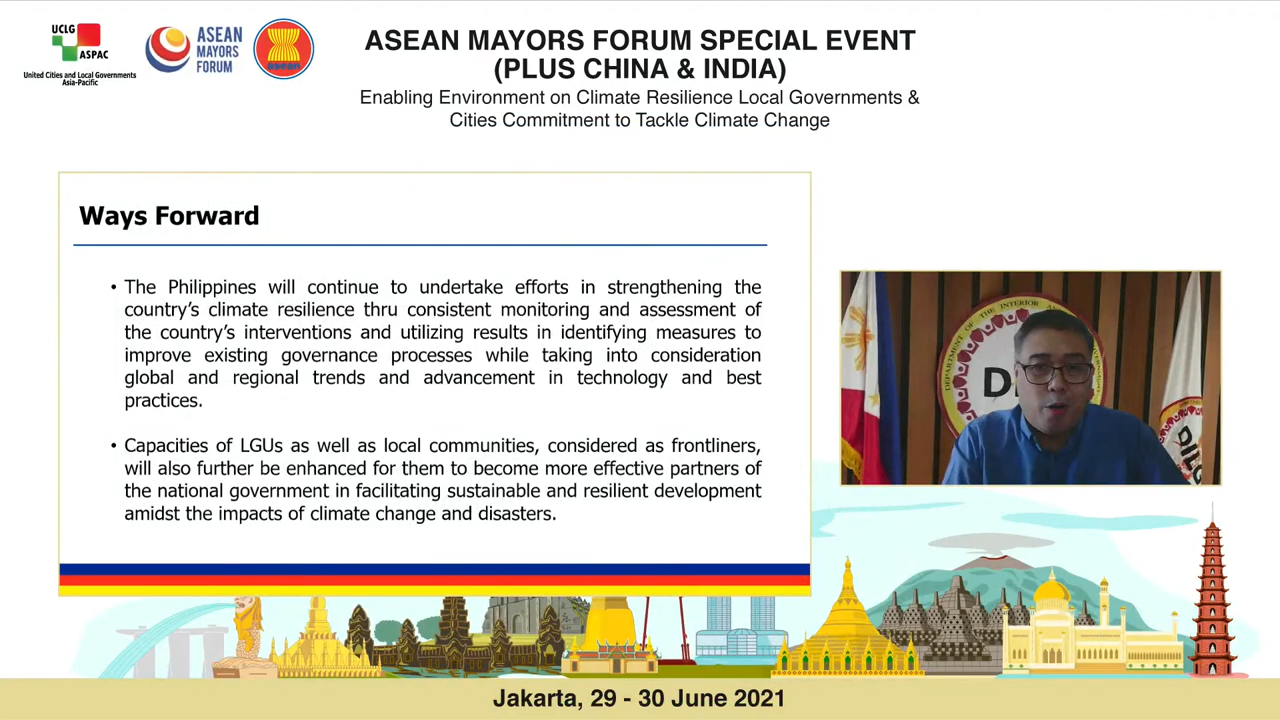 UCLG
ASPAC
United Cities and Local Governments
Asia-Pacific
ASEAN
MAYORS
FORUM
asean
ASEAN MAYORS FORUM SPECIAL EVENT
(PLUS CHINA & INDIA)
Enabling Environment on Climate Resilience Local Governments &
Cities Commitment to Tackle Climate Change
Ways Forward
• The Philippines will continue to undertake efforts in strengthening the
country's climate resilience thru consistent monitoring and assessment of
the country's interventions and utilizing results in identifying measures to
improve existing governance processes while taking into consideration
global and regional trends and advancement in technology and best
practices.
• Capacities of LGUs as well as local communities, considered as frontliners,
will also further be enhanced for them to become more effective partners of
the national government in facilitating sustainable and resilient development
amidst the impacts of climate change and disasters.
DEPARTMENT OF THE INTERIOR
Jakarta, 29 - 30 June 2021